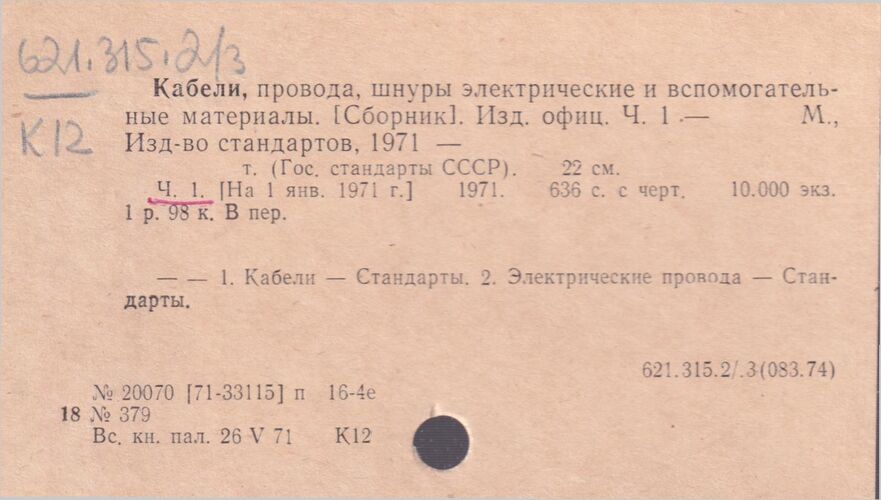 621.315.2/3
К12
Кабели, провода, шнуры электрические и вспомогатель-
ные материалы. [Сборник]. Изд. офиц. Ч. 1 — М.,
Изд-во стандартов, 1971 —
т. (Гос. стандарты СССР). 22 см.
Ч. 1. [На 1 янв. 1971 г.] 1971. 636 с. с черт. 10.000 экз.
1 р. 98 к. В пер.
— — 1. Кабели — Стандарты. 2. Электрические провода — Стан-
дарты.
621.315.2/.3(083.74)
№ 20070 [71-33115] п 16-4е
18 № 379
Вс. кн. пал. 26 V 71 К12